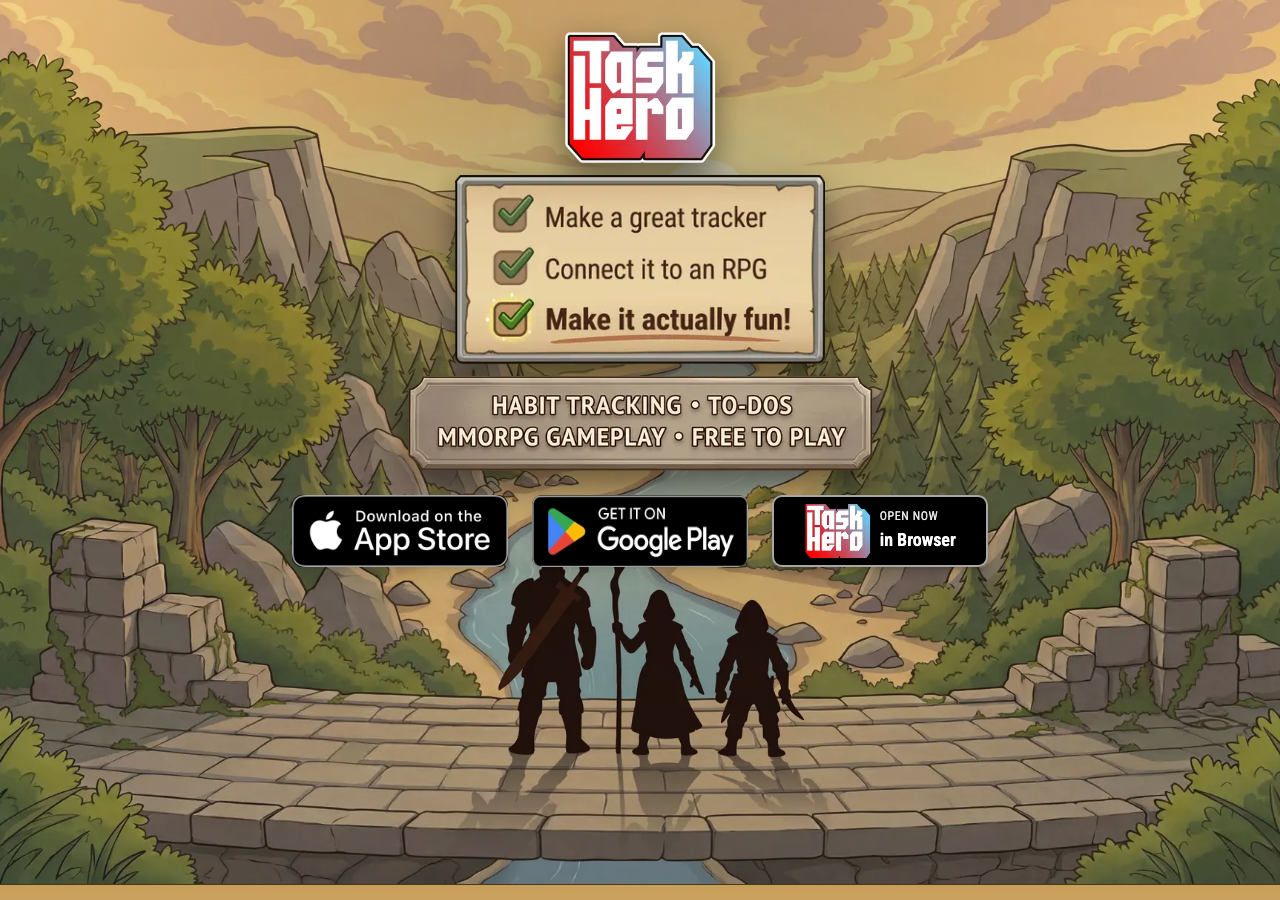 Task
Hero
Make a great tracker
Connect it to an RPG
Make it actually fun!
HABIT TRACKING • TO-DOS
MMORPG GAMEPLAY • FREE TO PLAY
Download on the
App Store
GET IT ON
Google Play
Task
Hero
OPEN NOW
in Browser